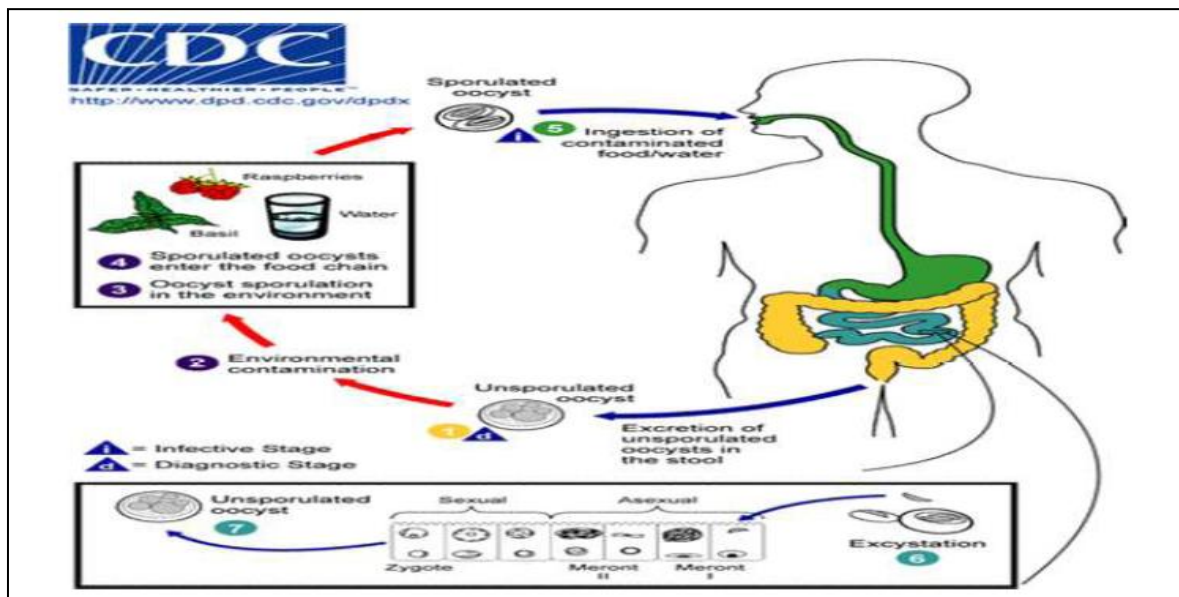 CDC
SAFER • HEALTHIER • PEOPLE™
http://www.dpd.cdc.gov/dpdx
Sporulated
oocyst
i
5
Ingestion of
contaminated
food/water
Raspberries
Water
Basil
4 Sporulated oocysts
enter the food chain
3 Oocyst sporulation
in the environment
2 Environmental
contamination
Unsporulated
oocyst
1
d
Excretion of
unsporulated
oocysts in
the stool
i = Infective Stage
d = Diagnostic Stage
Unsporulated
oocyst
7
Sexual
Asexual
Zygote
Meront
II
Meront
I
Excystation
6